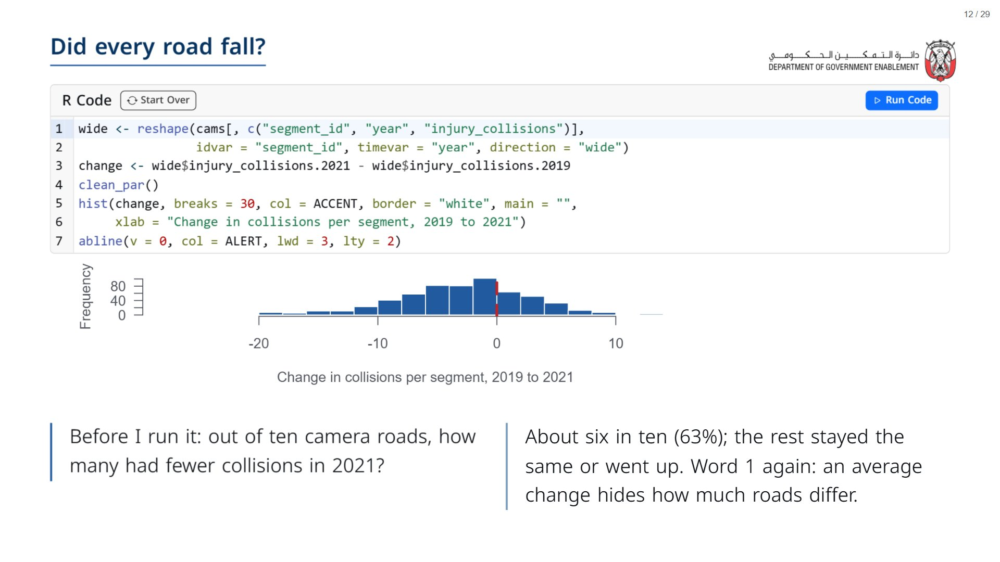 12 / 29
Did every road fall?
دائرة التمكين الحكومي
DEPARTMENT OF GOVERNMENT ENABLEMENT
R Code
Start Over
Run Code
1 wide <- reshape(cams[, c("segment_id", "year", "injury_collisions")],
2 idvar = "segment_id", timevar = "year", direction = "wide")
3 change <- wide$injury_collisions.2021 - wide$injury_collisions.2019
4 clean_par()
5 hist(change, breaks = 30, col = ACCENT, border = "white", main = "",
6 xlab = "Change in collisions per segment, 2019 to 2021")
7 abline(v = 0, col = ALERT, lwd = 3, lty = 2)
Frequency
80
40
0
-20 -10 0 10
Change in collisions per segment, 2019 to 2021
Before I run it: out of ten camera roads, how
many had fewer collisions in 2021?
About six in ten (63%); the rest stayed the
same or went up. Word 1 again: an average
change hides how much roads differ.